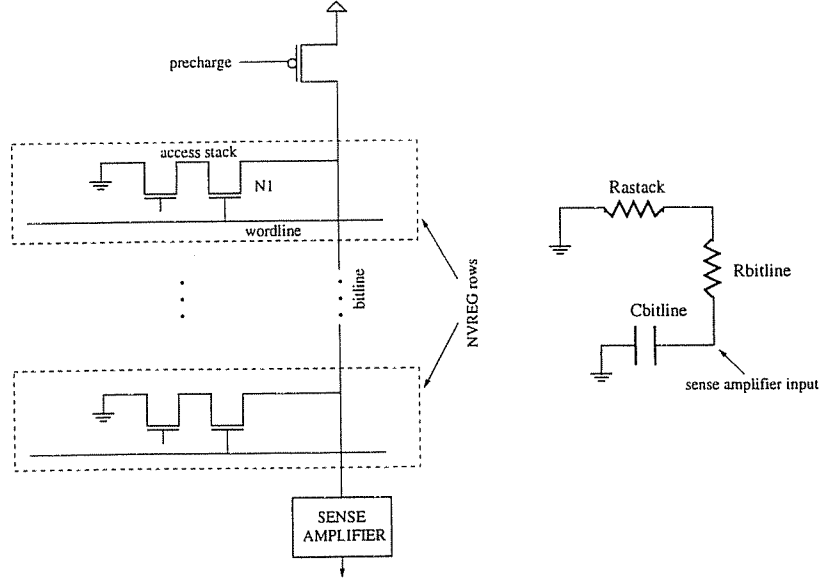 precharge
access stack
N1
wordline
bitline
NVREG rows
SENSE
AMPLIFIER
Rastack
Rbitline
Cbitline
sense amplifier input